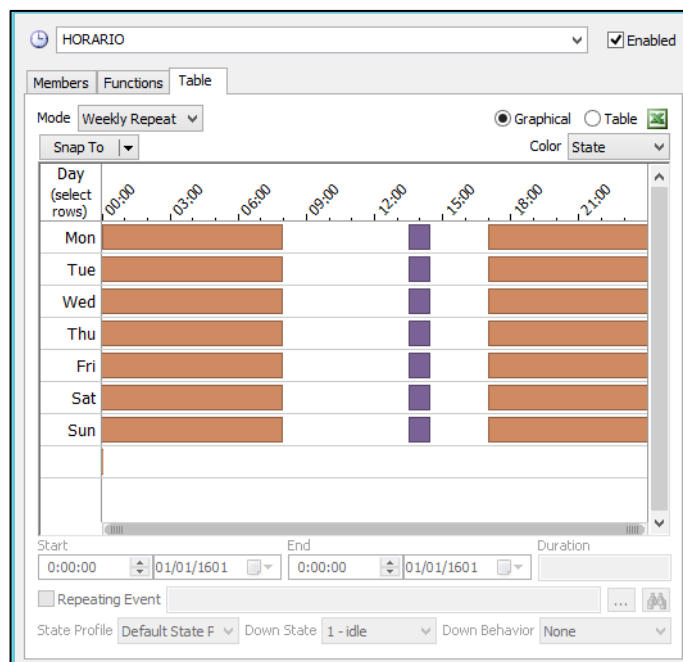 HORARIO Enabled
Members Functions Table
Mode Weekly Repeat Graphical Table
Snap To Color State
Day
(select
rows)
00:00 03:00 06:00 09:00 12:00 15:00 18:00 21:00
Mon
Tue
Wed
Thu
Fri
Sat
Sun
Start End Duration
0:00:00 01/01/1601 0:00:00 01/01/1601
Repeating Event ...
State Profile Default State P Down State 1 - idle Down Behavior None